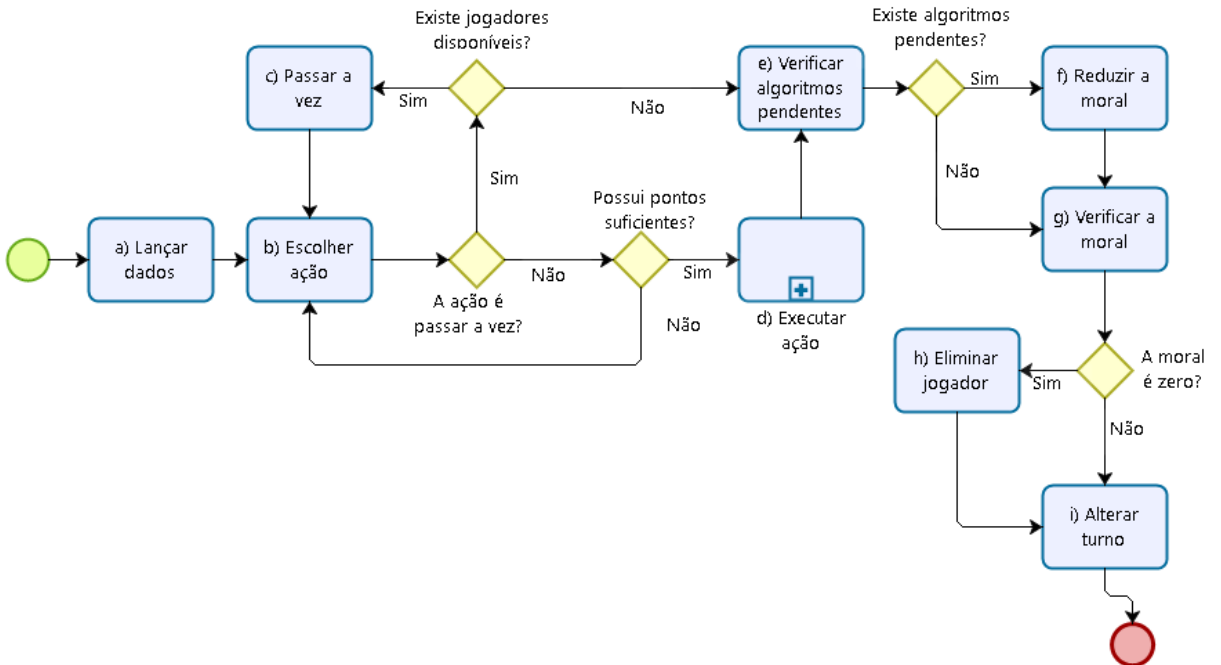 Existe jogadores
disponíveis?
Existe algoritmos
pendentes?
c) Passar a
vez
Sim
Não
e) Verificar
algoritmos
pendentes
Sim
f) Reduzir a
moral
Sim
Possui pontos
suficientes?
Não
a) Lançar
dados
b) Escolher
ação
A ação é
passar a vez?
Não
Sim
Não
d) Executar
ação
g) Verificar a
moral
h) Eliminar
jogador
Sim
A moral
é zero?
Não
i) Alterar
turno